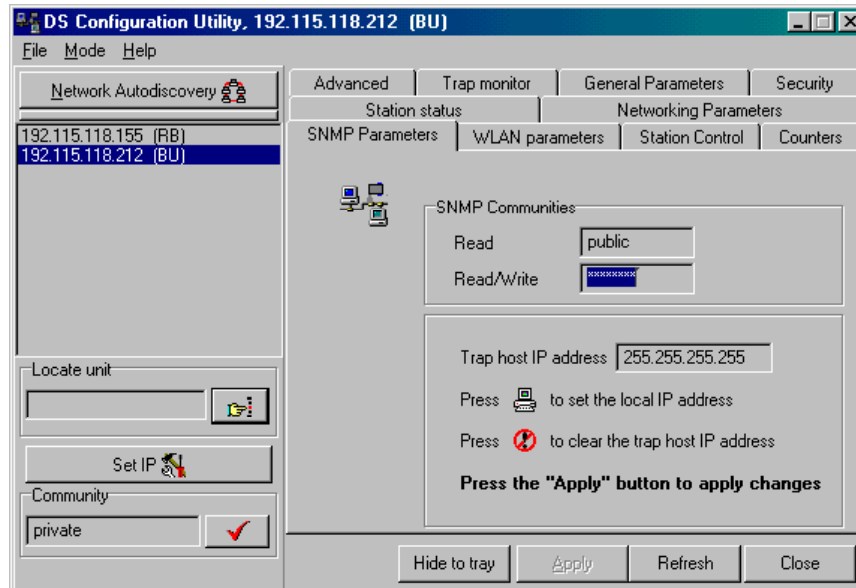 DS Configuration Utility, 192.115.118.212 (BU)
File Mode Help
Network Autodiscovery
192.115.118.155 (RB)
192.115.118.212 (BU)
Locate unit
Set IP
Community
private
Advanced Trap monitor General Parameters Security
Station status Networking Parameters
SNMP Parameters WLAN parameters Station Control Counters
SNMP Communities
Read public
Read/Write ××××××××
Trap host IP address 255.255.255.255
Press to set the local IP address
Press to clear the trap host IP address
Press the "Apply" button to apply changes
Hide to tray Apply Refresh Close